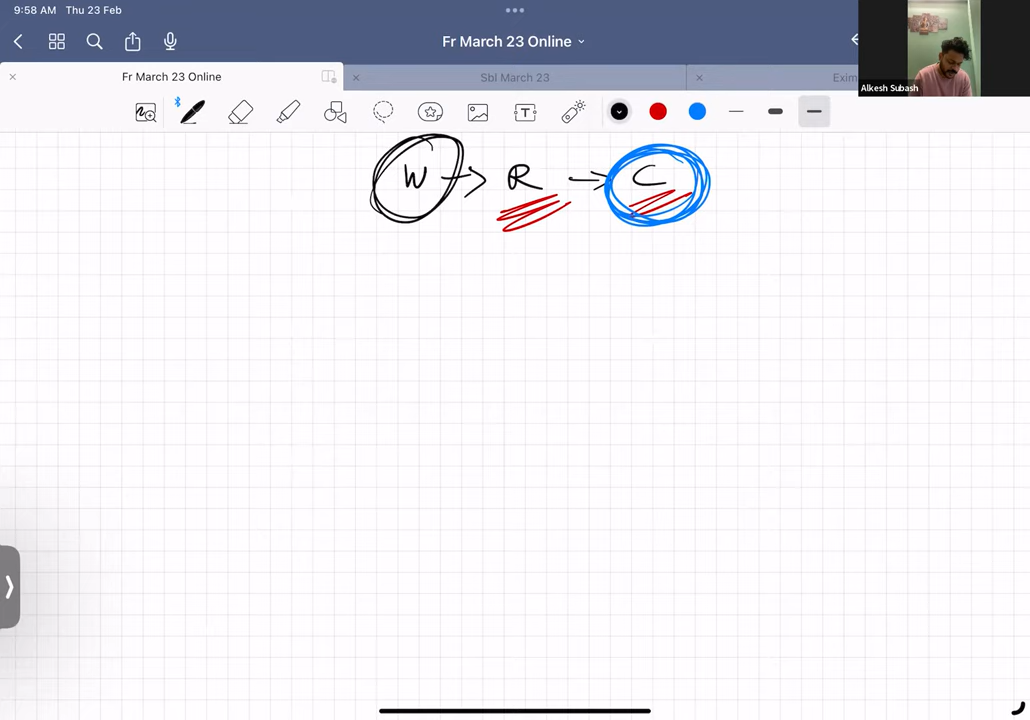 9:58 AM Thu 23 Feb
Fr March 23 Online
Fr March 23 Online
Sbl March 23
Exim
Alkesh Subash
W → R → C